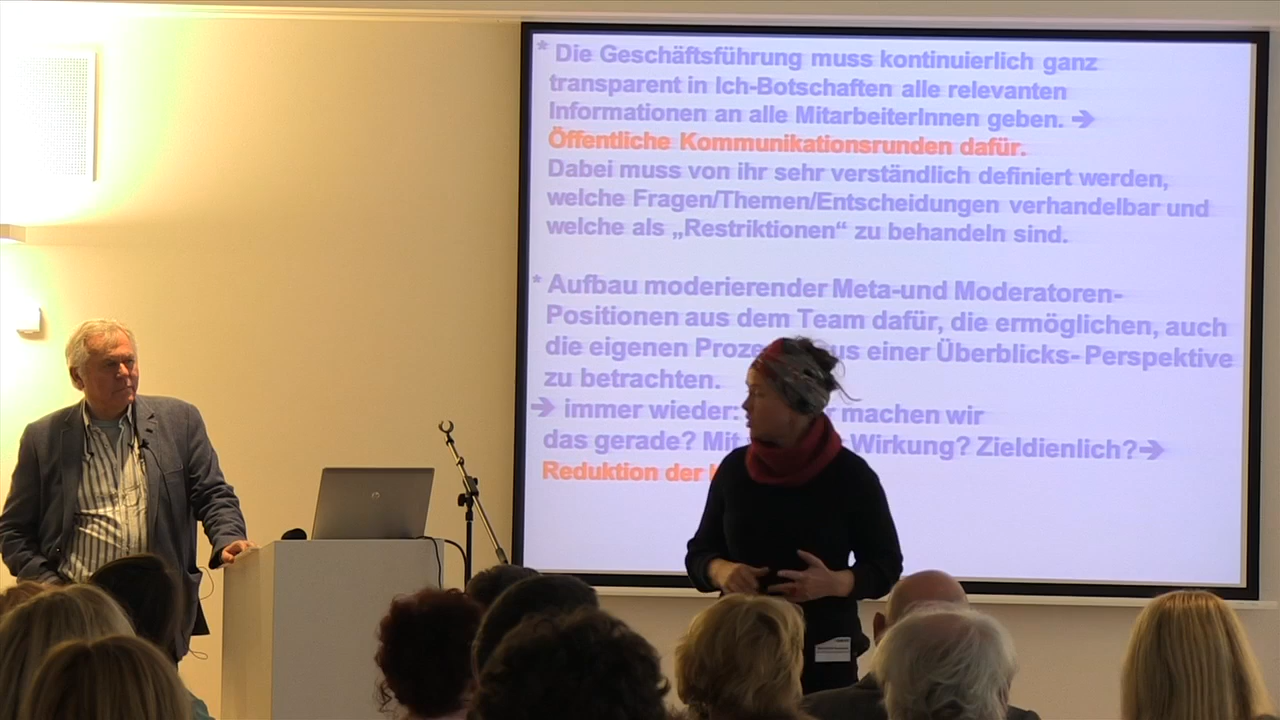 * Die Geschäftsführung muss kontinuierlich ganz
transparent in Ich-Botschaften alle relevanten
Informationen an alle MitarbeiterInnen geben. ➔
Öffentliche Kommunikationsrunden dafür.
Dabei muss von ihr sehr verständlich definiert werden,
welche Fragen/Themen/Entscheidungen verhandelbar und
welche als „Restriktionen“ zu behandeln sind.
* Aufbau moderierender Meta-und Moderatoren-
Positionen aus dem Team dafür, die ermöglichen, auch
die eigenen einer Überblicks- Perspektive
zu betrachten.
➔ immer wieder: machen wir
das gerade? Mit Wirkung? Zieldienlich?➔
Reduktion der
hp